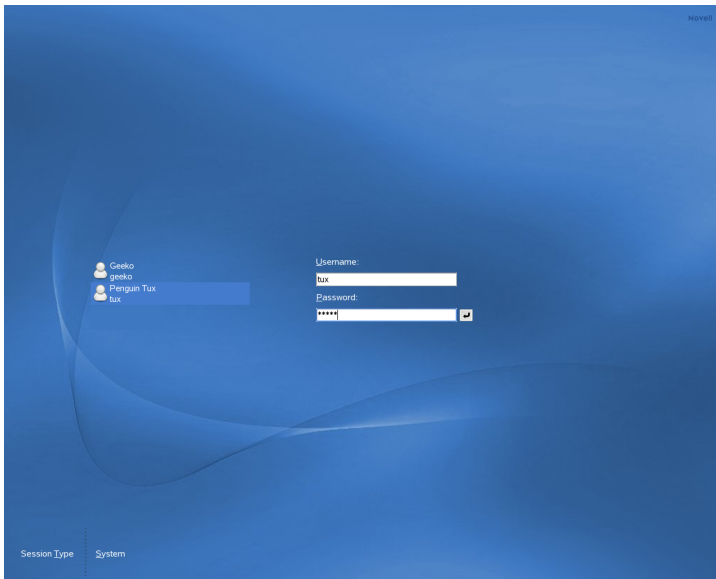 Novell
Geeko
geeko
Penguin Tux
tux
Username:
tux
Password:
*****
Session Type
System